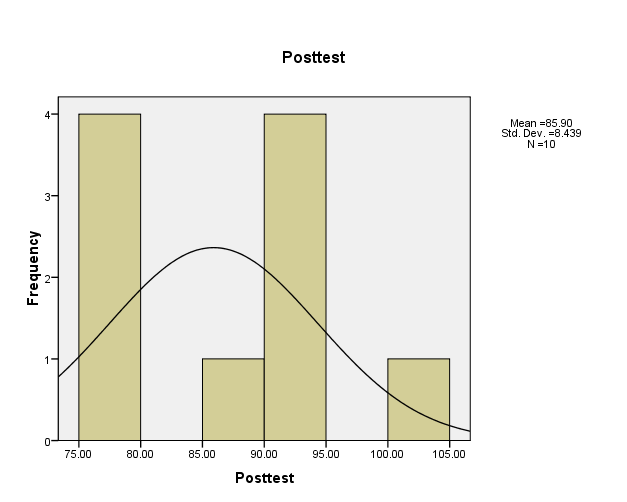 Posttest
Mean =85.90
Std. Dev. =8.439
N =10
Frequency
4
3
2
1
0
75.00 80.00 85.00 90.00 95.00 100.00 105.00
Posttest